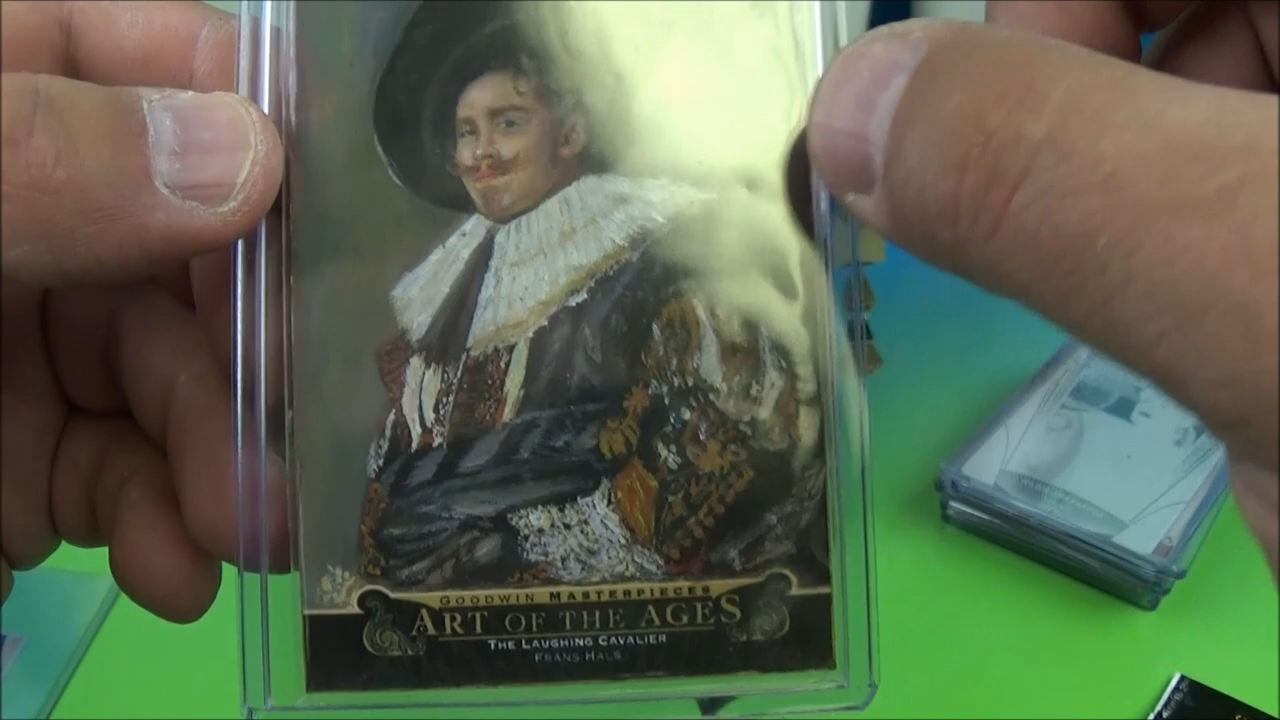 GOODWIN MASTERPIECES
ART OF THE AGES
THE LAUGHING CAVALIER
FRANS HALS